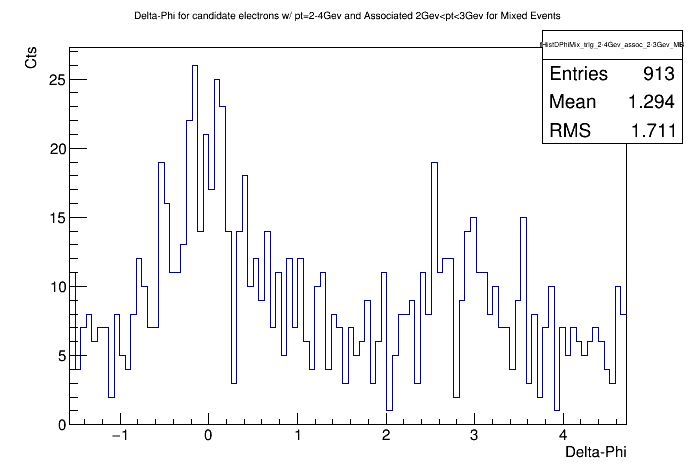 Delta-Phi for candidate electrons w/ pt=2-4Gev and Associated 2Gev<pt<3Gev for Mixed Events
HistDPhiMix_trig_2-4Gev_assoc_2-3Gev_MB
Entries 913
Mean 1.294
RMS 1.711
Cts
25
20
15
10
5
0
−1 0 1 2 3 4
Delta-Phi